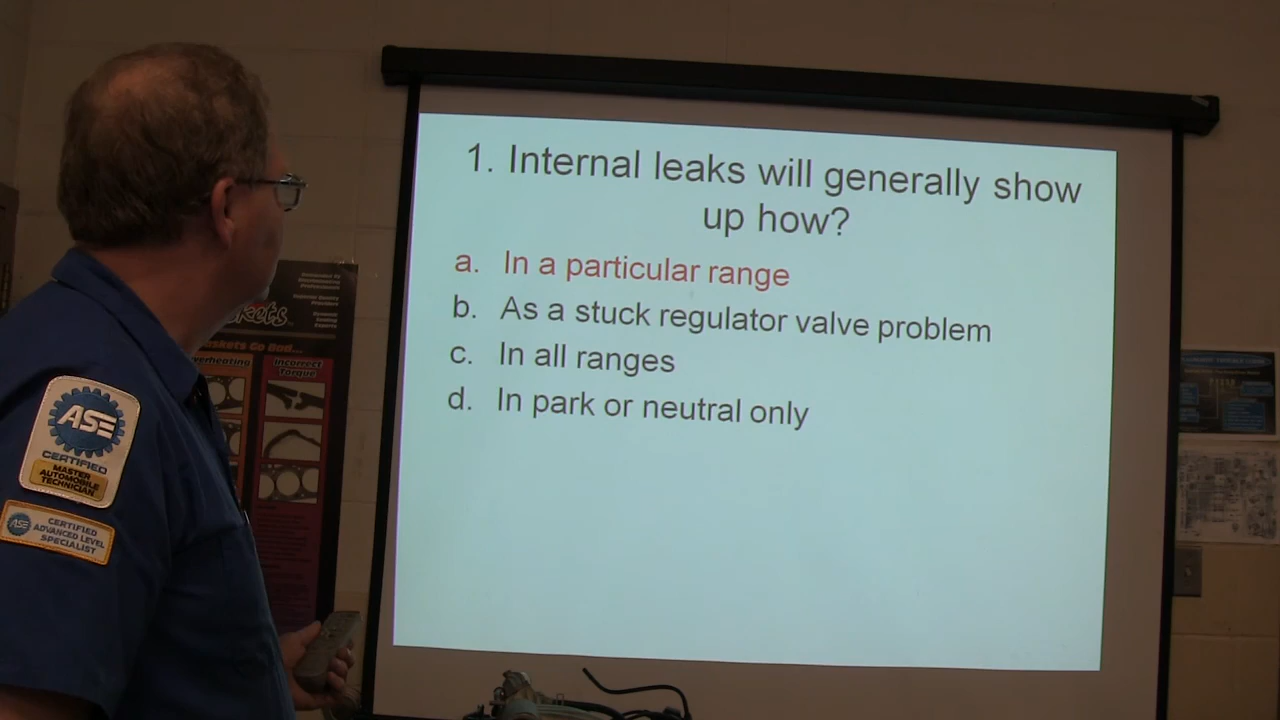 1. Internal leaks will generally show
up how?
a. In a particular range
b. As a stuck regulator valve problem
c. In all ranges
d. In park or neutral only
ASE
CERTIFIED
MASTER
AUTOMOBILE
TECHNICIAN
ASE
CERTIFIED
ADVANCED LEVEL
SPECIALIST
Incorrect
Torque